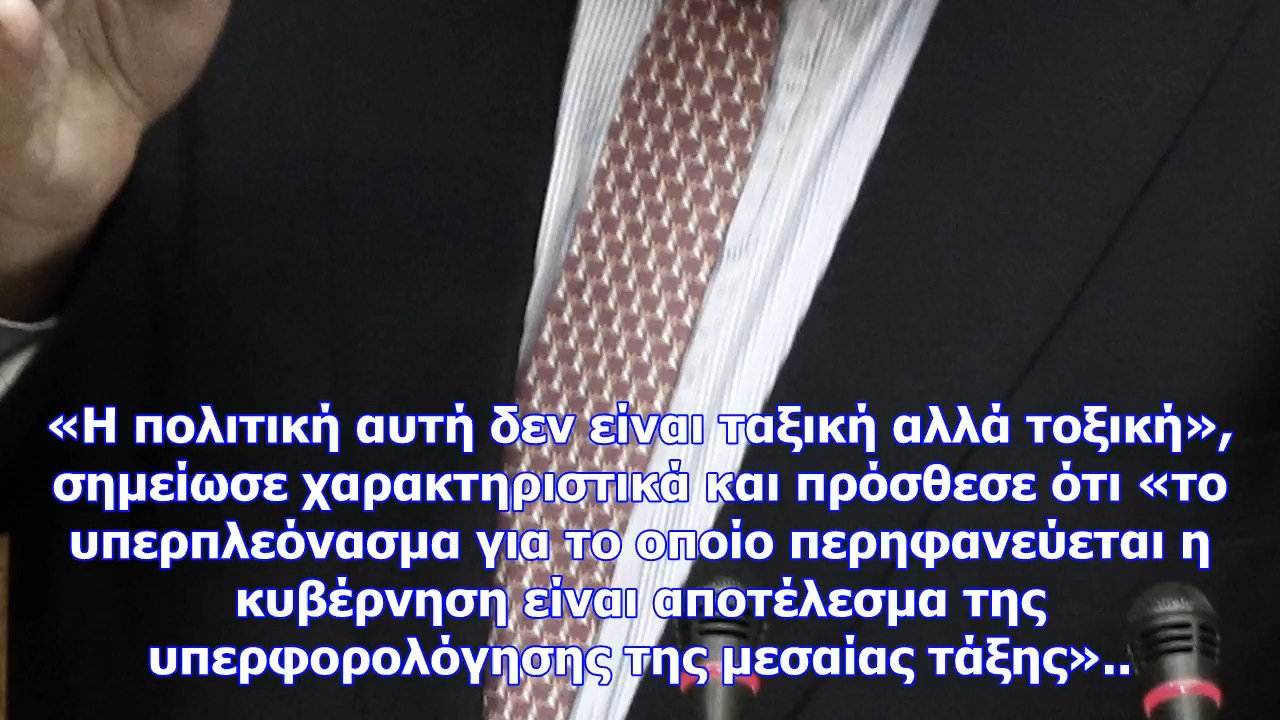 «Η πολιτική αυτή δεν είναι ταξική αλλά τοξική»,
σημείωσε χαρακτηριστικά και πρόσθεσε ότι «το
υπερπλεόνασμα για το οποίο περηφανεύεται η
κυβέρνηση είναι αποτέλεσμα της
υπερφορολόγησης της μεσαίας τάξης»..